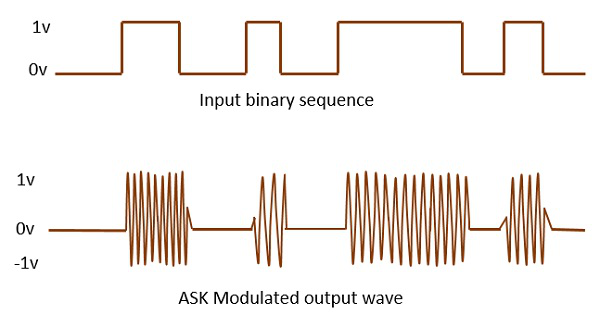 1v
0v
Input binary sequence
1v
0v
-1v
ASK Modulated output wave